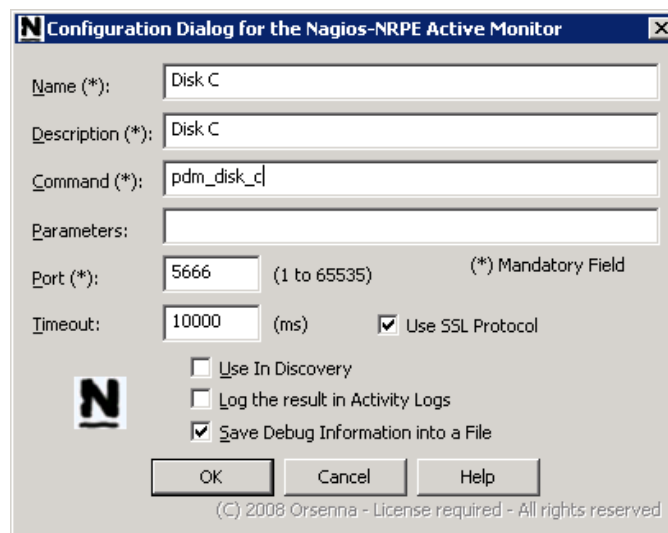 N Configuration Dialog for the Nagios-NRPE Active Monitor
Name (*): Disk C
Description (*): Disk C
Command (*): pdm_disk_c
Parameters:
Port (*): 5666 (1 to 65535) (*) Mandatory Field
Timeout: 10000 (ms) Use SSL Protocol
Use In Discovery
Log the result in Activity Logs
N
Save Debug Information into a File
OK Cancel Help
(C) 2008 Orsenna - License required - All rights reserved